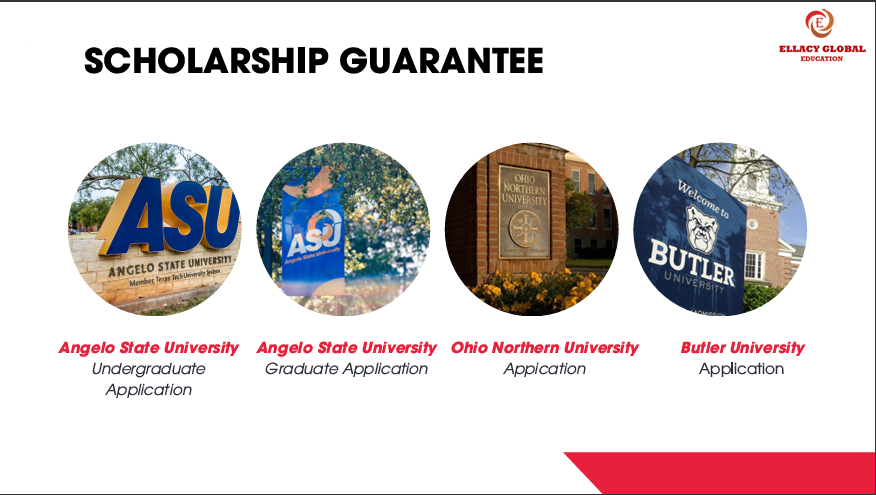 E
ELLACY GLOBAL
EDUCATION
SCHOLARSHIP GUARANTEE
ASU
ANGELO STATE UNIVERSITY
Member, Texas Tech University System
ASU
Angelo State University
OHIO
NORTHERN
UNIVERSITY
Welcome to
BUTLER
UNIVERSITY
Angelo State University
Undergraduate
Application
Angelo State University
Graduate Application
Ohio Northern University
Appication
Butler University
Application